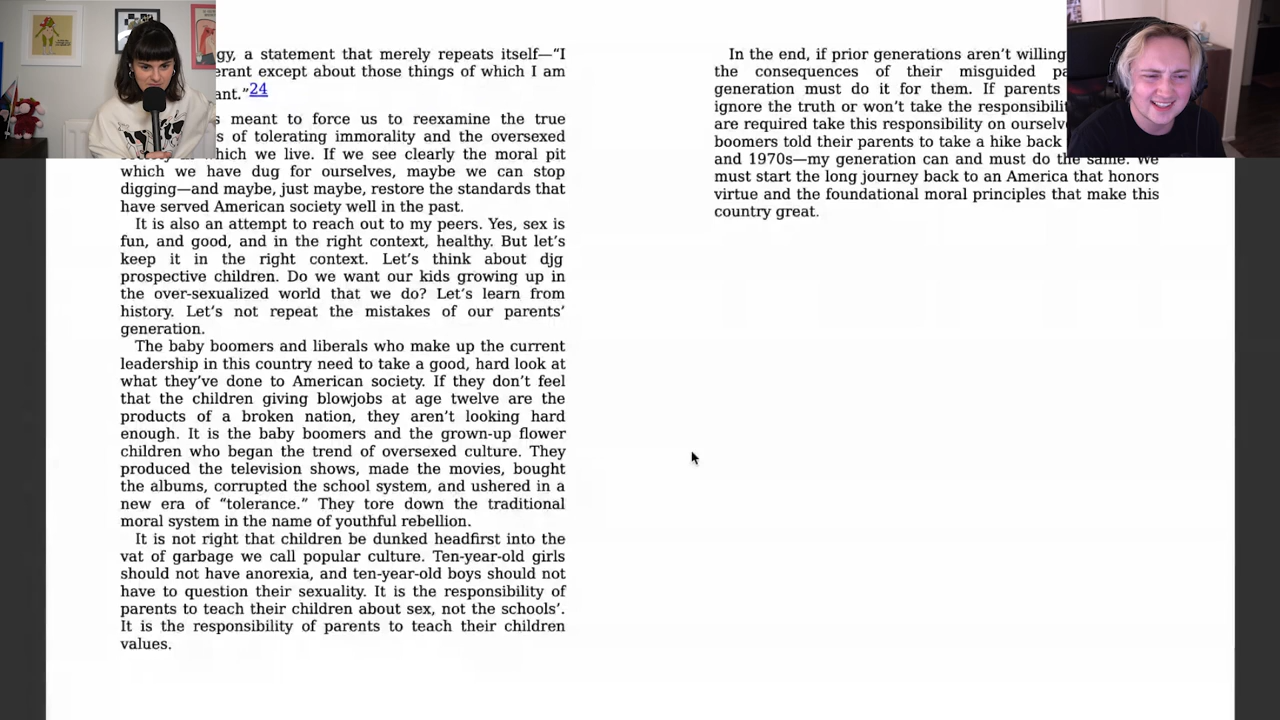 gy, a statement that merely repeats itself—“I
erant except about those things of which I am
ant.”24
s meant to force us to reexamine the true
s of tolerating immorality and the oversexed
which we live. If we see clearly the moral pit
which we have dug for ourselves, maybe we can stop
digging—and maybe, just maybe, restore the standards that
have served American society well in the past.
It is also an attempt to reach out to my peers. Yes, sex is
fun, and good, and in the right context, healthy. But let’s
keep it in the right context. Let’s think about djg
prospective children. Do we want our kids growing up in
the over-sexualized world that we do? Let’s learn from
history. Let’s not repeat the mistakes of our parents’
generation.
The baby boomers and liberals who make up the current
leadership in this country need to take a good, hard look at
what they’ve done to American society. If they don’t feel
that the children giving blowjobs at age twelve are the
products of a broken nation, they aren’t looking hard
enough. It is the baby boomers and the grown-up flower
children who began the trend of oversexed culture. They
produced the television shows, made the movies, bought
the albums, corrupted the school system, and ushered in a
new era of “tolerance.” They tore down the traditional
moral system in the name of youthful rebellion.
It is not right that children be dunked headfirst into the
vat of garbage we call popular culture. Ten-year-old girls
should not have anorexia, and ten-year-old boys should not
have to question their sexuality. It is the responsibility of
parents to teach their children about sex, not the schools’.
It is the responsibility of parents to teach their children
values.
In the end, if prior generations aren’t willing
the consequences of their misguided pa
generation must do it for them. If parents
ignore the truth or won’t take the responsibilit
are required take this responsibility on ourselve
boomers told their parents to take a hike back
and 1970s—my generation can and must do the same. We
must start the long journey back to an America that honors
virtue and the foundational moral principles that make this
country great.